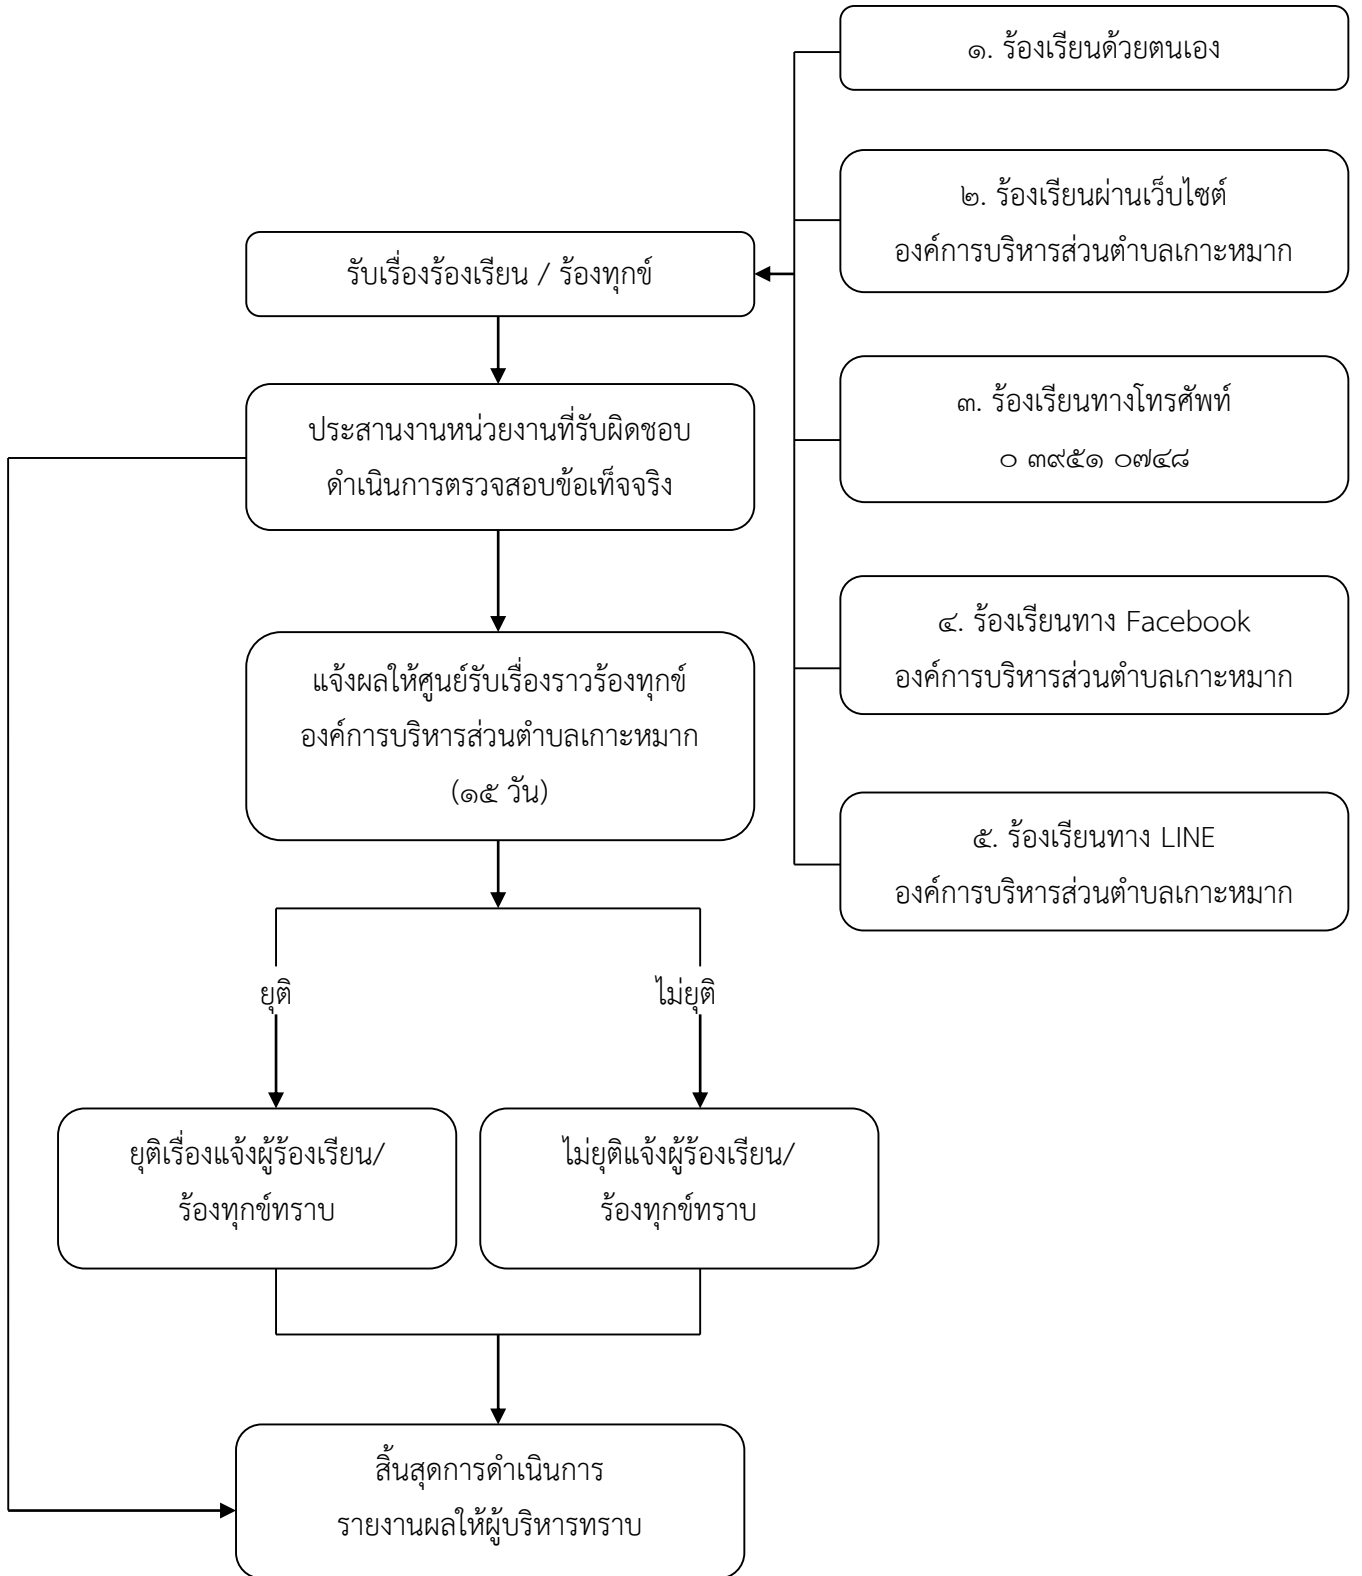 ๑. ร้องเรียนด้วยตนเอง
๒. ร้องเรียนผ่านเว็บไซต์
องค์การบริหารส่วนตำบลเกาะหมาก
รับเรื่องร้องเรียน / ร้องทุกข์
๓. ร้องเรียนทางโทรศัพท์
๐ ๓๙๕๑ ๐๗๔๘
ประสานงานหน่วยงานที่รับผิดชอบ
ดำเนินการตรวจสอบข้อเท็จจริง
๔. ร้องเรียนทาง Facebook
องค์การบริหารส่วนตำบลเกาะหมาก
แจ้งผลให้ศูนย์รับเรื่องราวร้องทุกข์
องค์การบริหารส่วนตำบลเกาะหมาก
(๑๕ วัน)
๕. ร้องเรียนทาง LINE
องค์การบริหารส่วนตำบลเกาะหมาก
ยุติ
ไม่ยุติ
ยุติเรื่องแจ้งผู้ร้องเรียน/
ร้องทุกข์ทราบ
ไม่ยุติแจ้งผู้ร้องเรียน/
ร้องทุกข์ทราบ
สิ้นสุดการดำเนินการ
รายงานผลให้ผู้บริหารทราบ